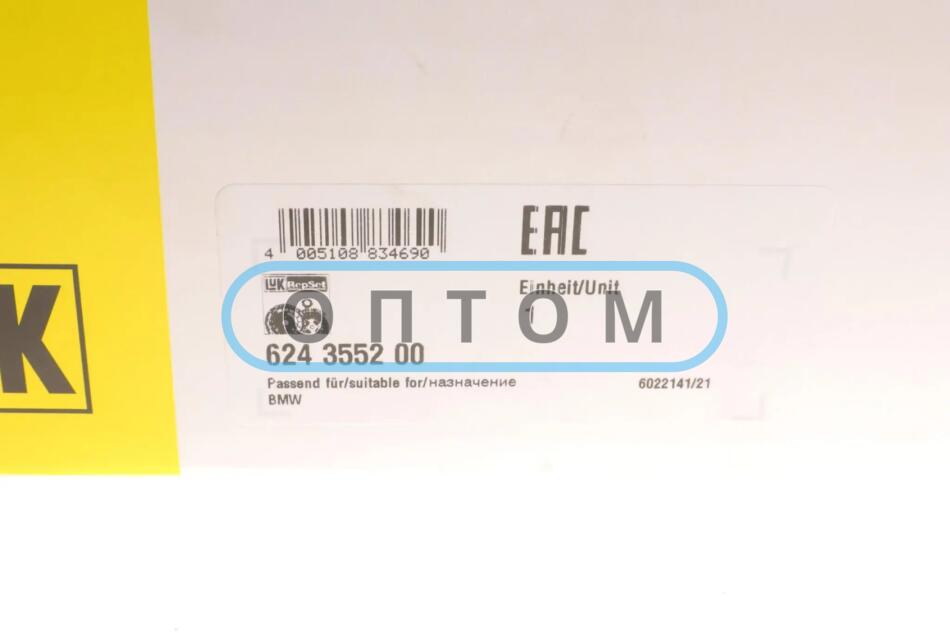 EAC
4 005108 834690
LUK RepSet
Einheit/Unit
1
ОПТОМ
624 3552 00
Passend für/suitable for/назначение
6022141/21
BMW